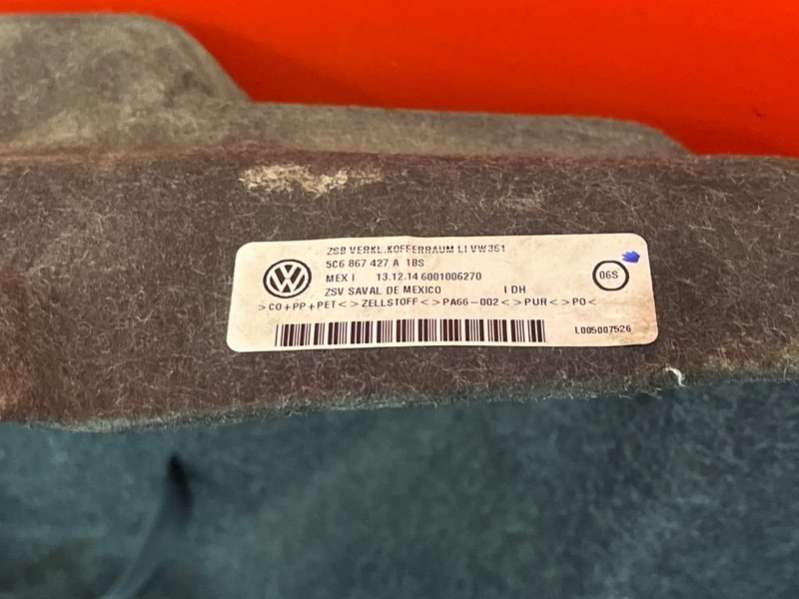 ZSB VERKL.KOFFERRAUM LI VW361
5C6 867 427 A 1BS
MEX I 13.12.14 6001006270
ZSV SAVAL DE MEXICO I DH
>CO+PP+PET<>ZELLSTOFF<>PA66-002<>PUR<>PO<
06S
L005007526